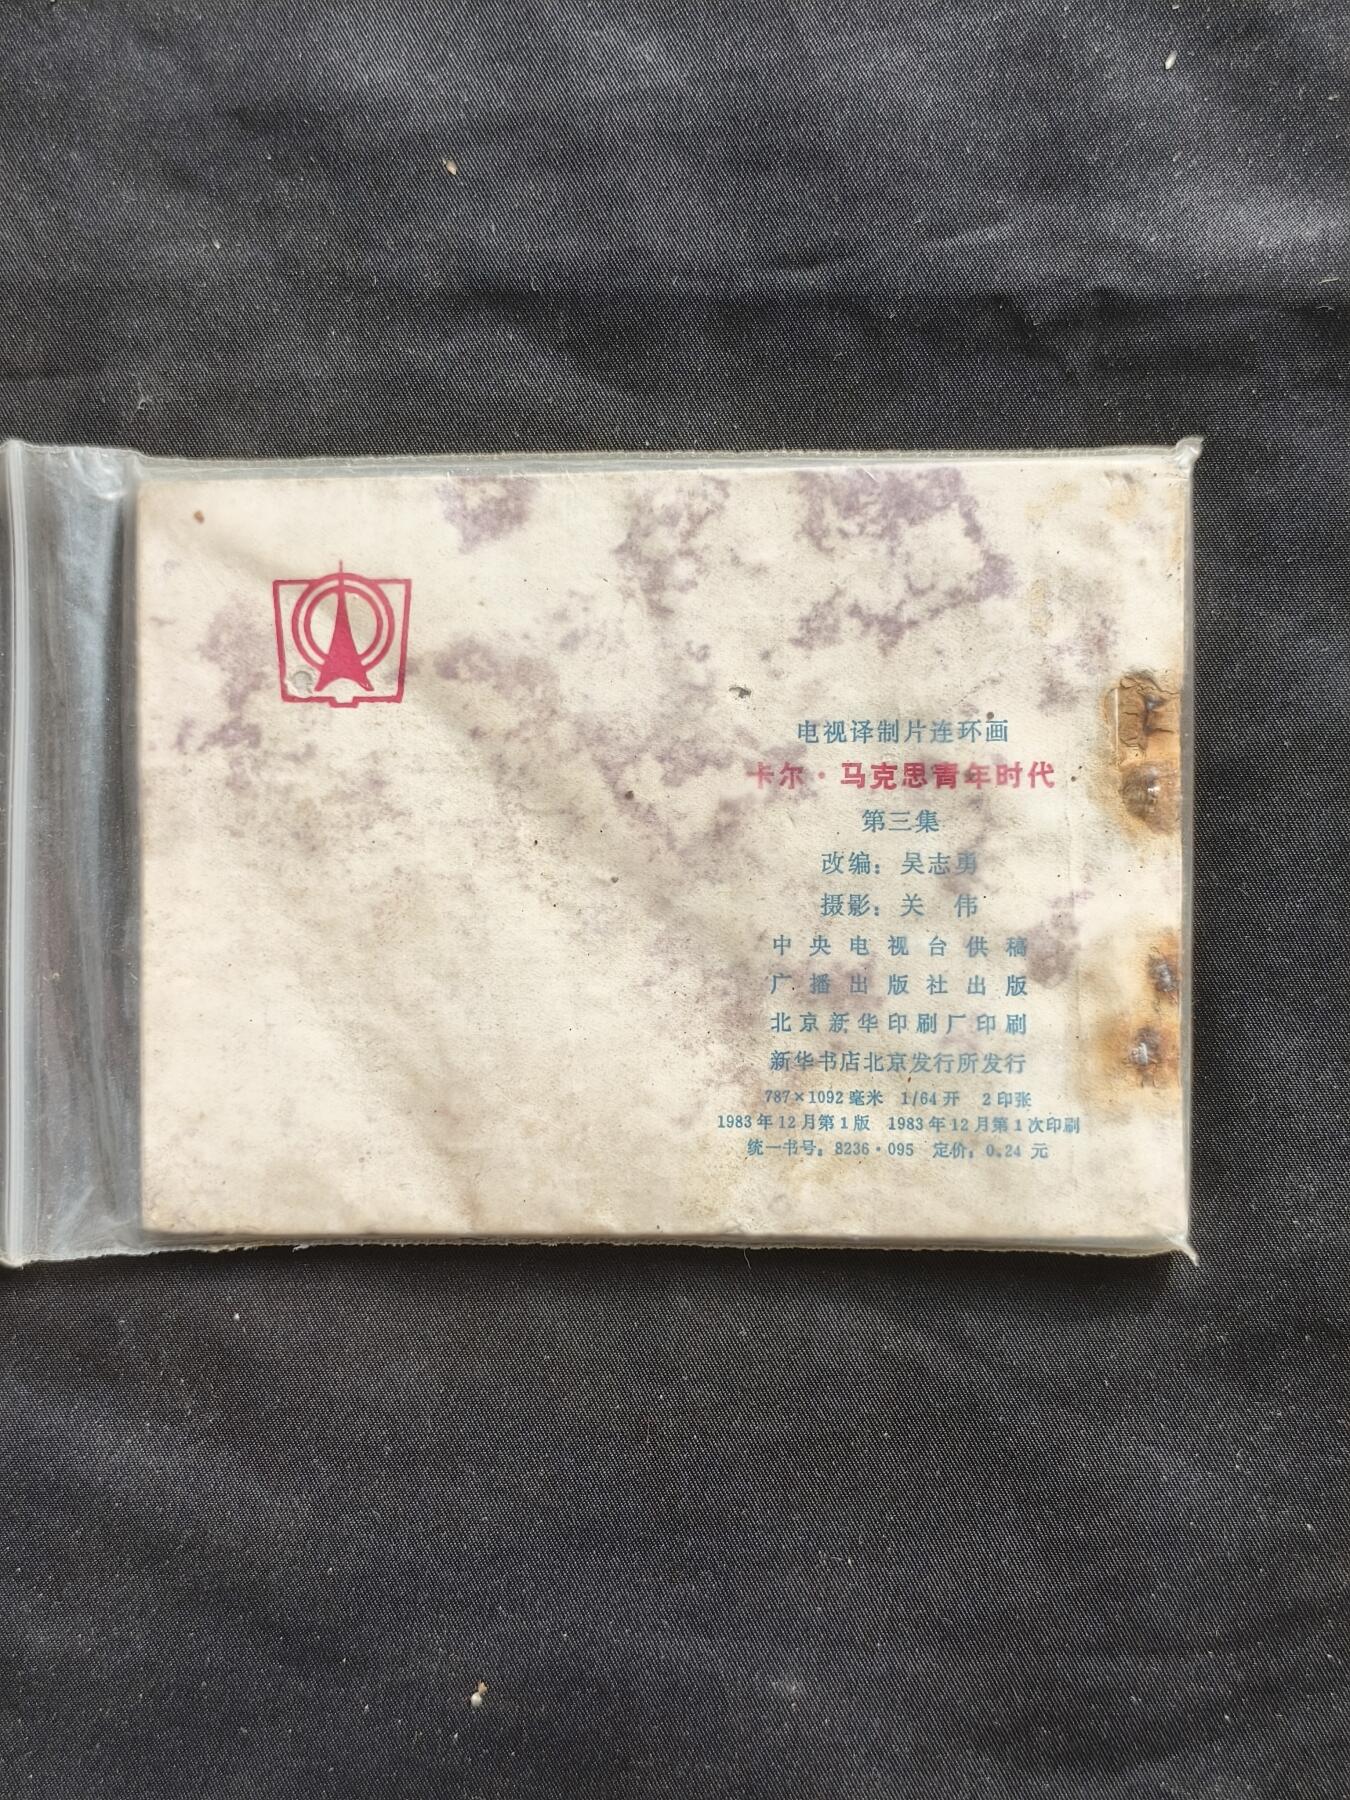 电视译制片连环画
卡尔·马克思青年时代
第三集
改编：吴志勇
摄影：关 伟
中央电视台供稿
广播出版社出版
北京新华印刷厂印刷
新华书店北京发行所发行
787×1092毫米 1/64开 2印张
1983年12月第1版 1983年12月第1次印刷
统一书号：8236·095 定价：0.24元